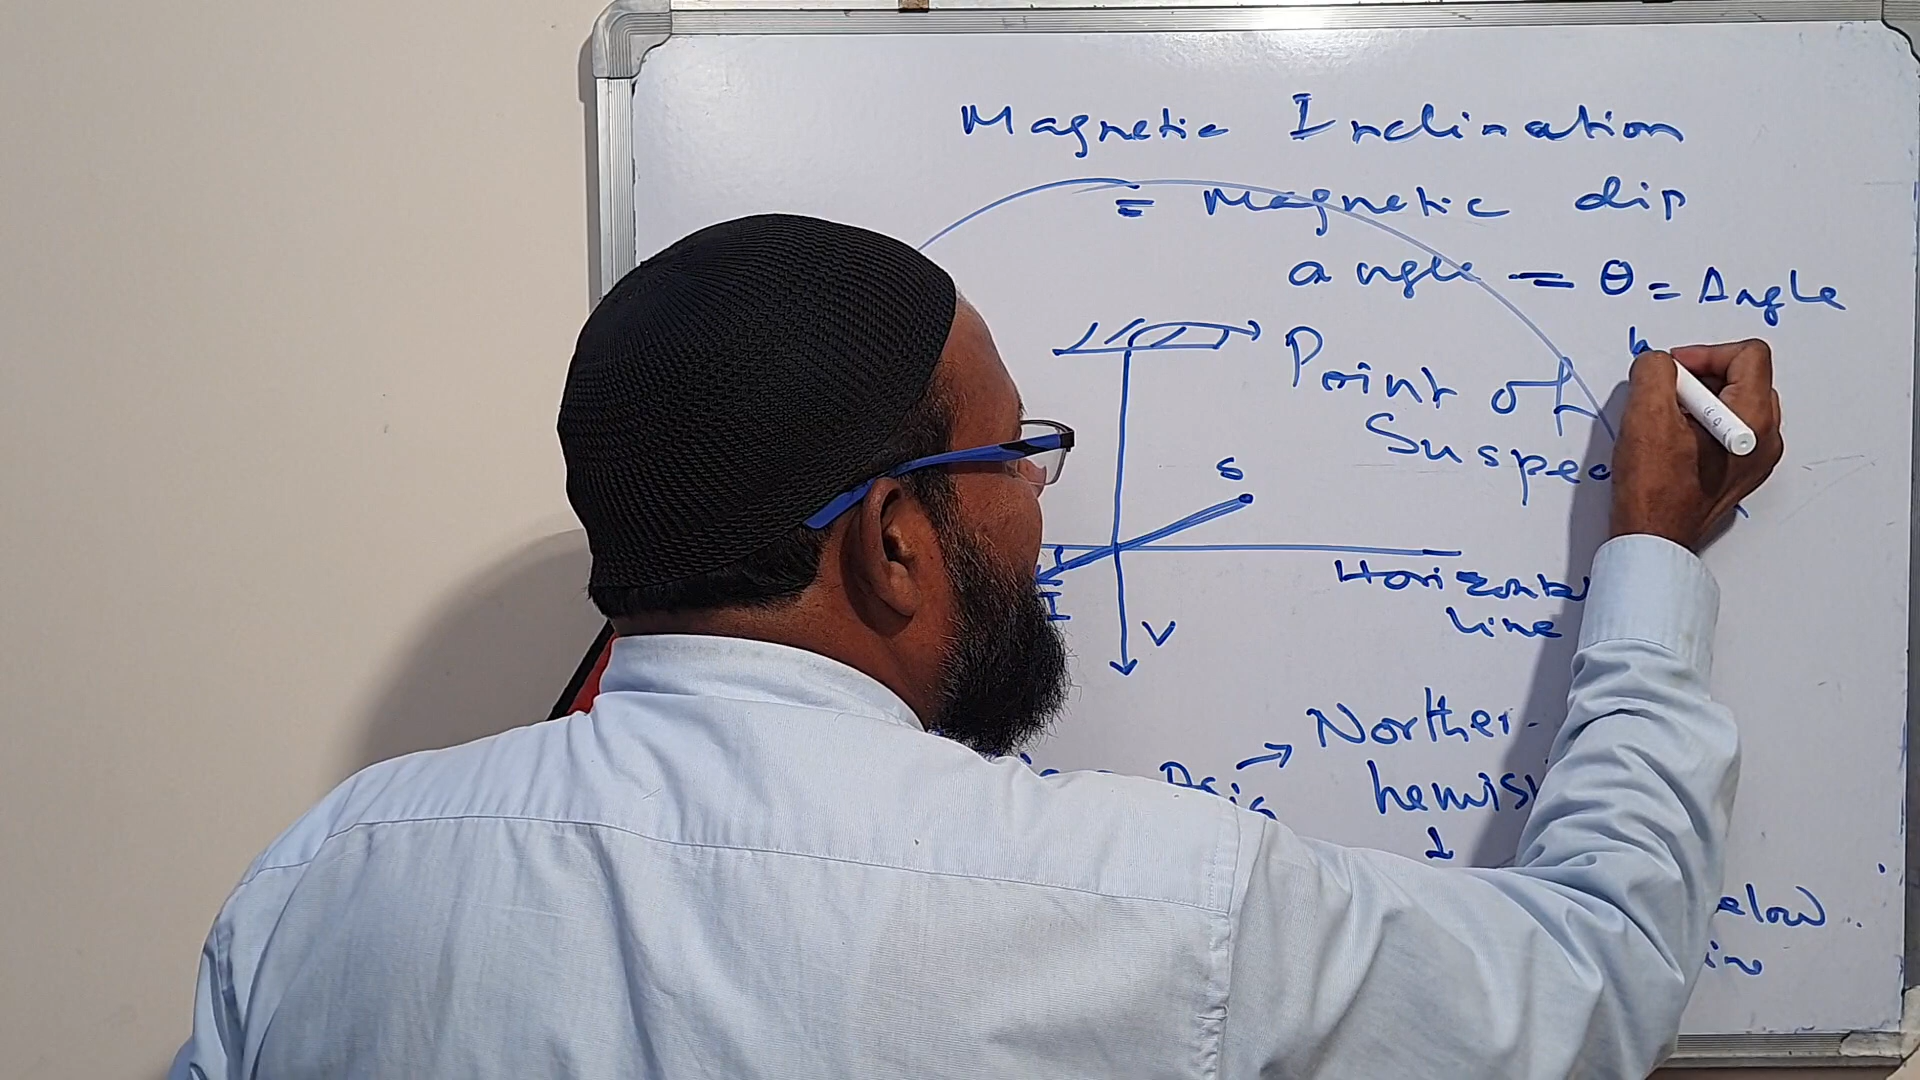 Magnetic Inclination
= Magnetic dip
angle = θ = Angle
Point of
Suspe
S
I
Horizontal
line
V
→ Norther
hemis
↓
elow